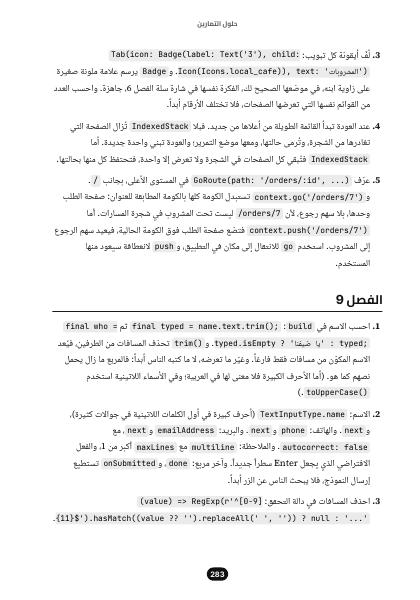 حلول التمارين
3. لُفّ أيقونة كل تبويب: Tab(icon: Badge(label: Text('3'), child:
Icon(Icons.local_cafe)), text: 'المشروبات'). و Badge يرسم علامة ملونة صغيرة
على زاوية ابنه، في موضعها الصحيح لك، الفكرة نفسها في شارة سلة الفصل 6، جاهزة. واحسب العدد
من القوائم نفسها التي تعرضها الصفحات، فلا تختلف الأرقام أبداً.
4. عند العودة تبدأ القائمة الطويلة من أعلاها من جديد. فبلا IndexedStack تُزال الصفحة التي
تغادرها من الشجرة، وتُرمى حالتها، ومعها موضع التمرير؛ والعودة تبني واحدة جديدة. أما
IndexedStack فتُبقي كل الصفحات في الشجرة ولا تعرض إلا واحدة، فتحتفظ كل منها بحالتها.
5. عرّف GoRoute(path: '/orders/:id', ...) في المستوى الأعلى، بجانب / .
و context.go('/orders/7') تستبدل الكومة كلها بالكومة المطابقة للعنوان: صفحة الطلب
وحدها، بلا سهم رجوع، لأن /orders/7 ليست تحت المشروب في شجرة المسارات. أما
context.push('/orders/7') فتضع صفحة الطلب فوق الكومة الحالية، فيعيد سهم الرجوع
إلى المشروب. استخدم go للانتقال إلى مكان في التطبيق، و push لانعطافة سيعود منها
المستخدم.
الفصل 9
1. احسب الاسم في build : final typed = name.text.trim(); ثم final who =
typed.isEmpty ? 'يا ضيفنا' : typed; . و trim() تحذف المسافات من الطرفين، فيُعد
الاسم المكوّن من مسافات فقط فارغاً. وغيّر ما تعرضه، لا ما كتبه الناس أبداً: فالمربع ما زال يحمل
نصهم كما هو. (أما الأحرف الكبيرة فلا معنى لها في العربية؛ وفي الأسماء اللاتينية استخدم
toUpperCase() .)
2. الاسم: TextInputType.name (أحرف كبيرة في أول الكلمات اللاتينية في جوالات كثيرة)،
و next . والهاتف: phone و next . والبريد: emailAddress و next ، مع
autocorrect: false . والملاحظة: multiline مع maxLines أكبر من 1، والفعل
الافتراضي الذي يجعل Enter سطراً جديداً. وآخر مربع: done ، و onSubmitted تستطيع
إرسال النموذج، فلا يبحث الناس عن الزر أبداً.
3. احذف المسافات في دالة التحقق: (value) => RegExp(r'^[0-9]
{11}$').hasMatch((value ?? '').replaceAll(' ', '')) ? null : '...' .
283